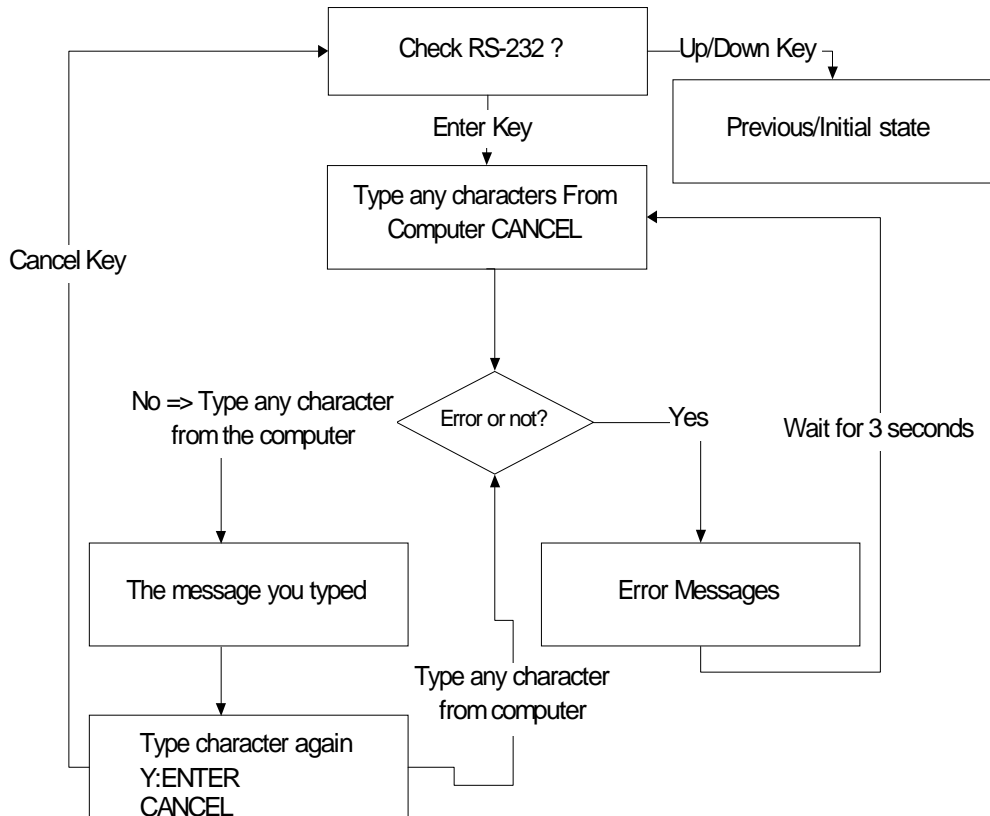 Check RS-232 ?
Up/Down Key
Previous/Initial state
Enter Key
Type any characters From
Computer CANCEL
Cancel Key
No => Type any character
from the computer
Error or not?
Yes
Wait for 3 seconds
The message you typed
Error Messages
Type any character
from computer
Type character again
Y:ENTER
CANCEL